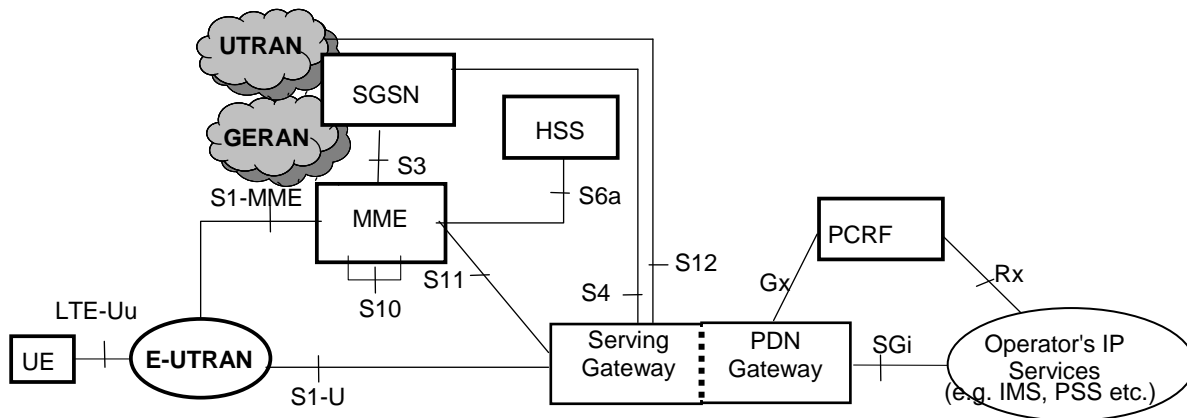 UTRAN
SGSN
GERAN
HSS
S3
S1-MME
S6a
MME
PCRF
S12
S11
Gx
Rx
S4
S10
LTE-Uu
Serving
Gateway
PDN
Gateway
SGi
Operator's IP
Services
(e.g. IMS, PSS etc.)
UE
E-UTRAN
S1-U